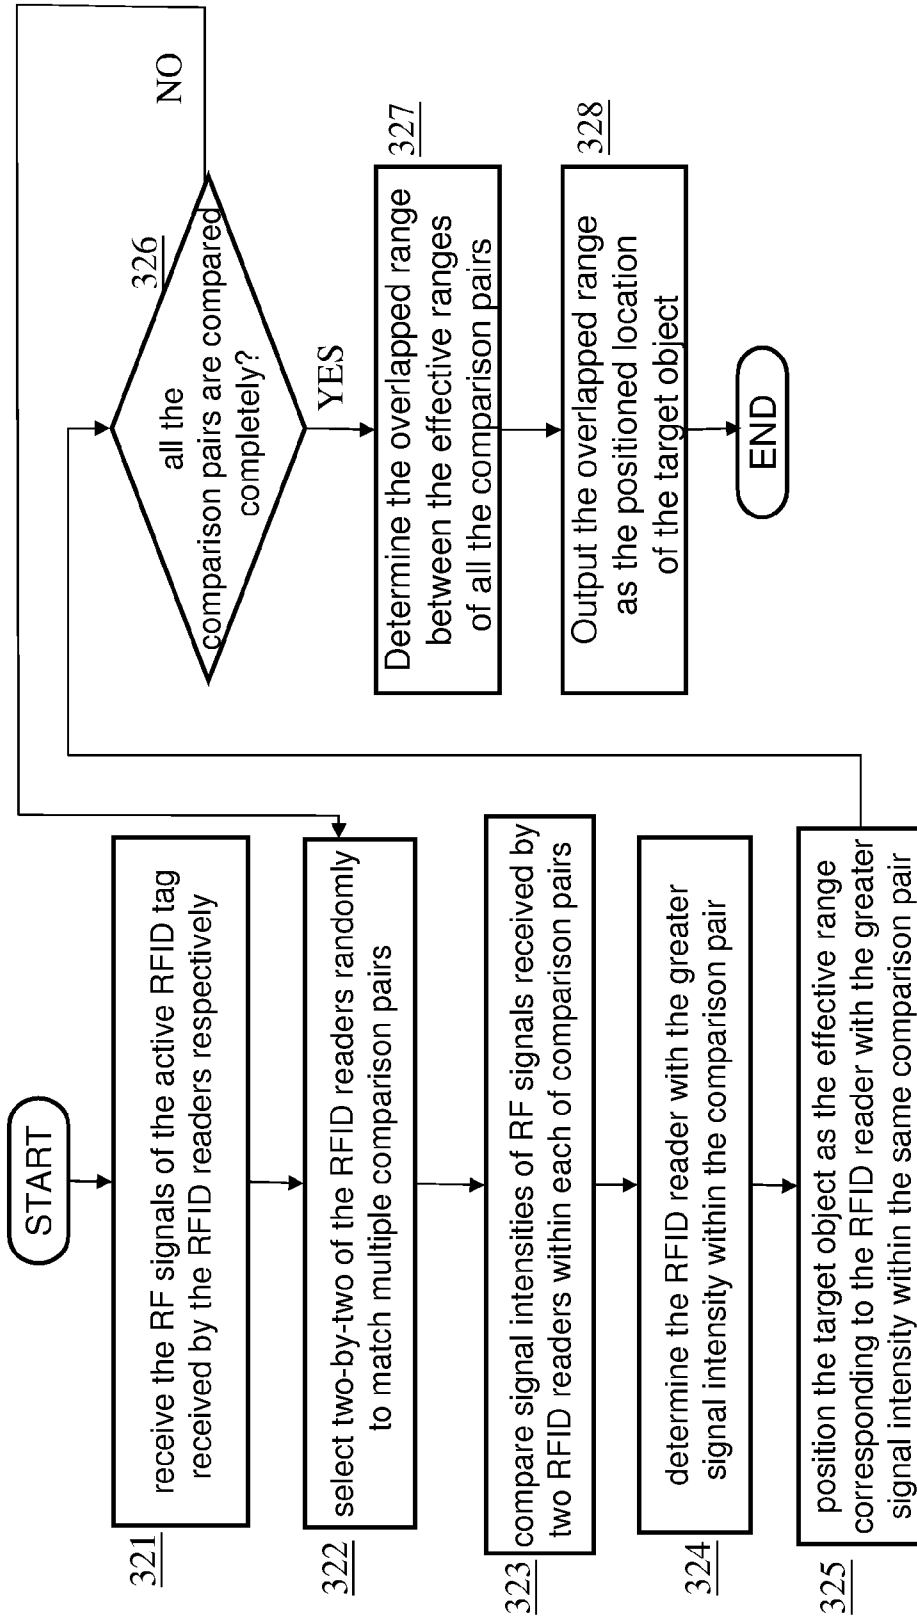 START
321
receive the RF signals of the active RFID tag
received by the RFID readers respectively
322
select two-by-two of the RFID readers randomly
to match multiple comparison pairs
323
compare signal intensities of RF signals received by
two RFID readers within each of comparison pairs
324
determine the RFID reader with the greater
signal intensity within the comparison pair
325
position the target object as the effective range
corresponding to the RFID reader with the greater
signal intensity within the same comparison pair
326
all the
comparison pairs are compared
completely?
NO
YES
327
Determine the overlapped range
between the effective ranges
of all the comparison pairs
328
Output the overlapped range
as the positioned location
of the target object
END